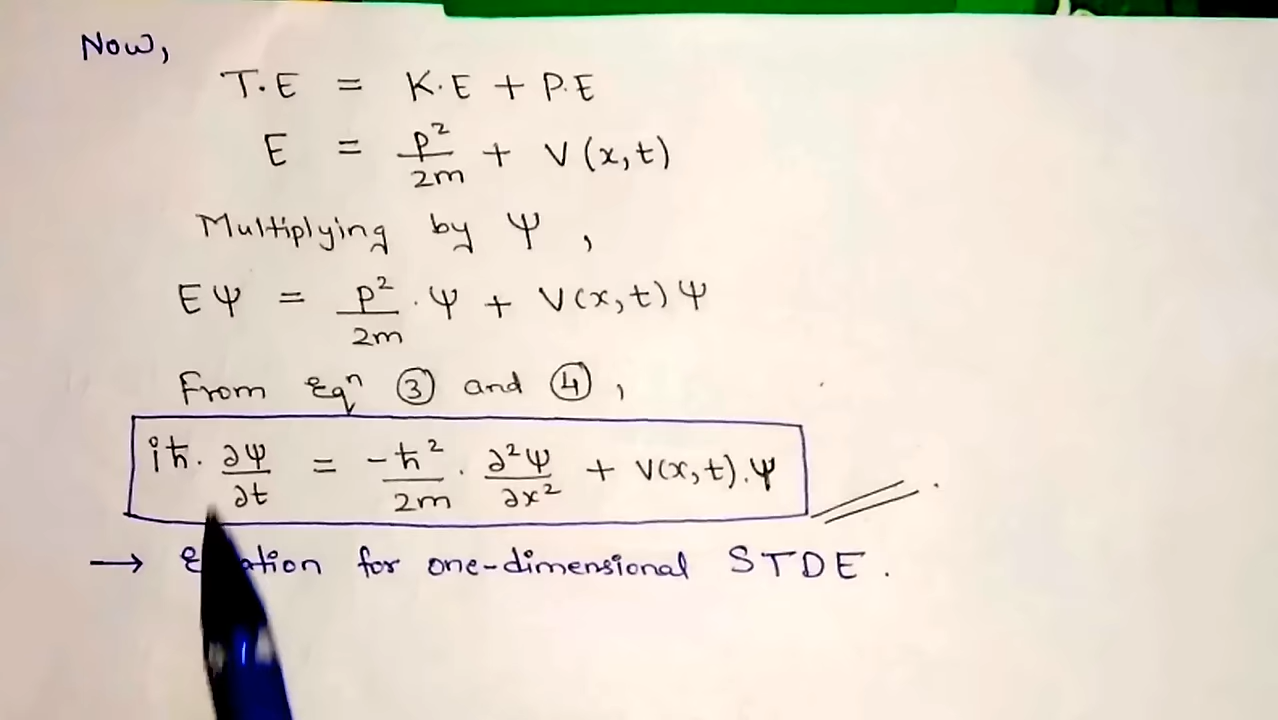 Now,
T.E = K.E + P.E
E = p²/2m + V(x,t)
Multiplying by Ψ,
EΨ = p²/2m . Ψ + V(x,t)Ψ
From Eqⁿ ③ and ④,
iħ. ∂Ψ/∂t = -ħ²/2m . ∂²Ψ/∂x² + V(x,t).Ψ
→ for one-dimensional STDE.